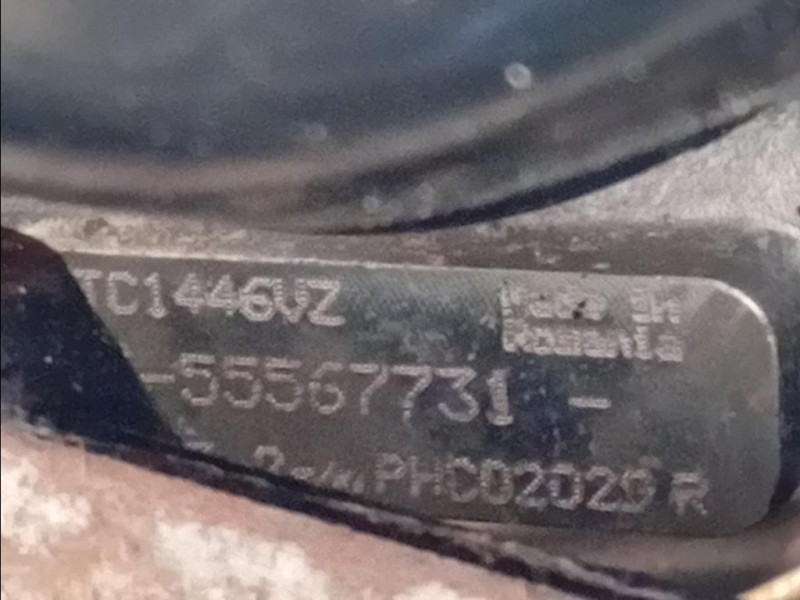 TC1446VZ
Made in
Romania
-55567731 -
PHC02020 R